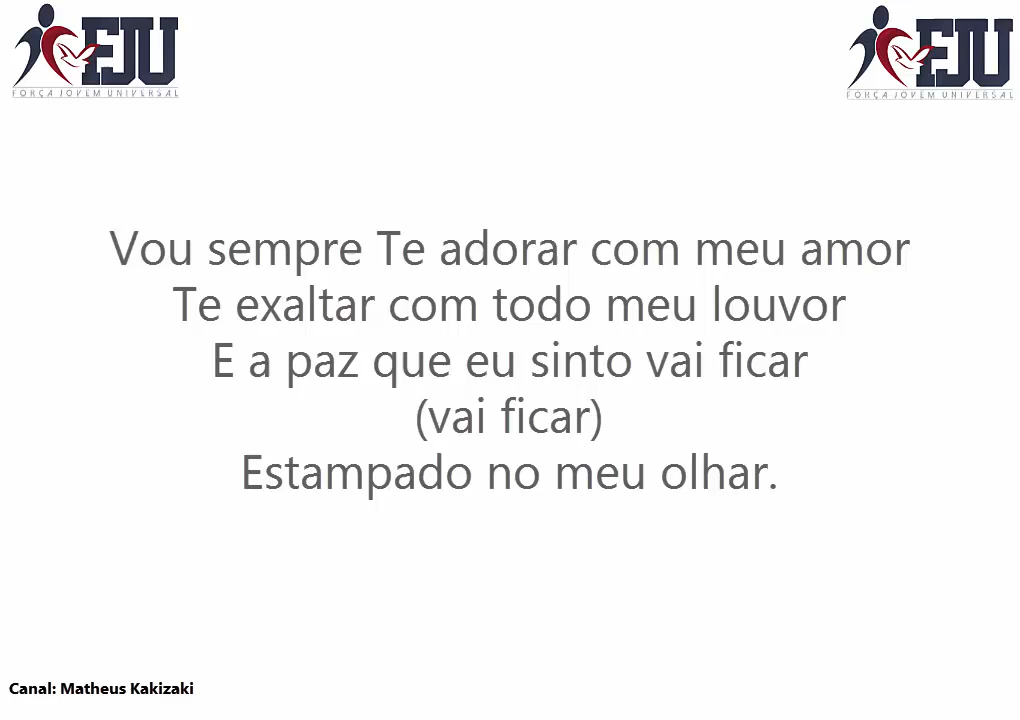 FJU FJU
FORÇA JOVEM UNIVERSAL FORÇA JOVEM UNIVERSAL
Vou sempre Te adorar com meu amor
Te exaltar com todo meu louvor
E a paz que eu sinto vai ficar
(vai ficar)
Estampado no meu olhar.
Canal: Matheus Kakizaki